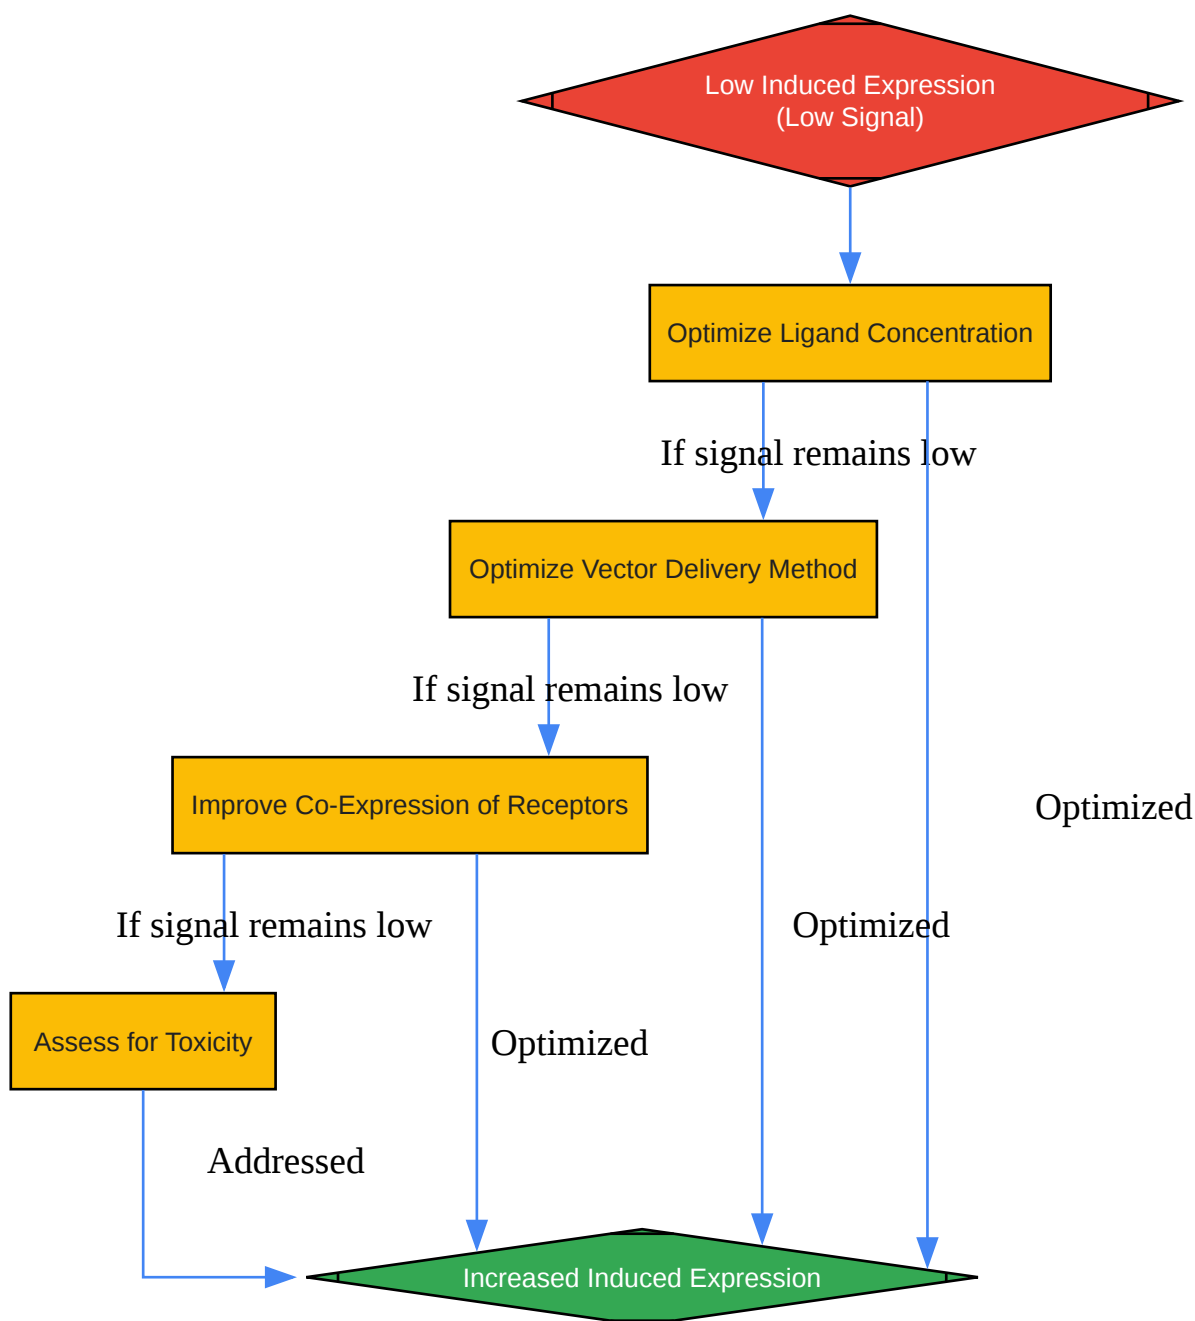 Low Induced Expression
(Low Signal)
Optimize Ligand Concentration
If signal remains low
Optimize Vector Delivery Method
If signal remains low
Improve Co-Expression of Receptors
Optimized
If signal remains low
Optimized
Assess for Toxicity
Optimized
Addressed
Increased Induced Expression